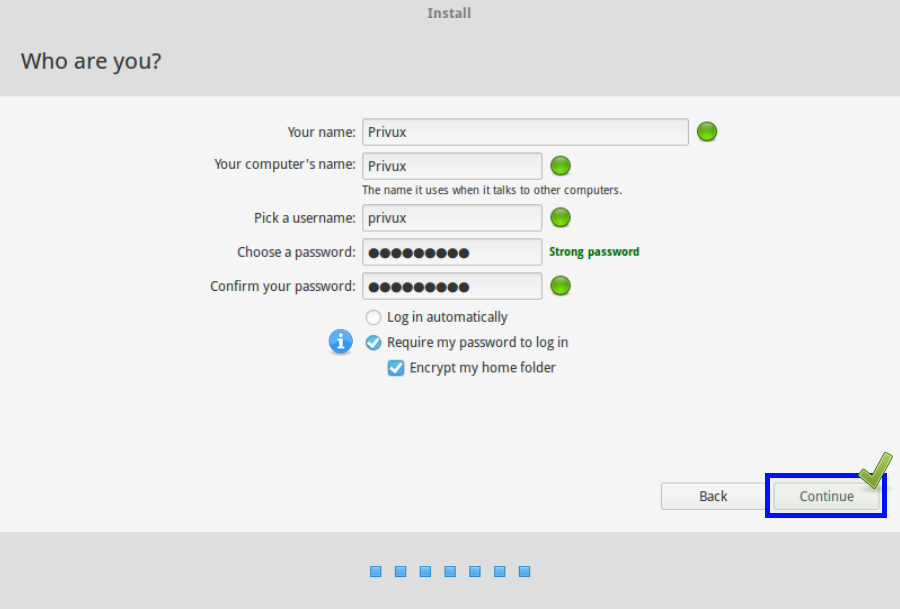 Install
Who are you?
Your name: Privux
Your computer's name: Privux
The name it uses when it talks to other computers.
Pick a username: privux
Choose a password: ●●●●●●●●● Strong password
Confirm your password: ●●●●●●●●●
Log in automatically
Require my password to log in
Encrypt my home folder
Back Continue